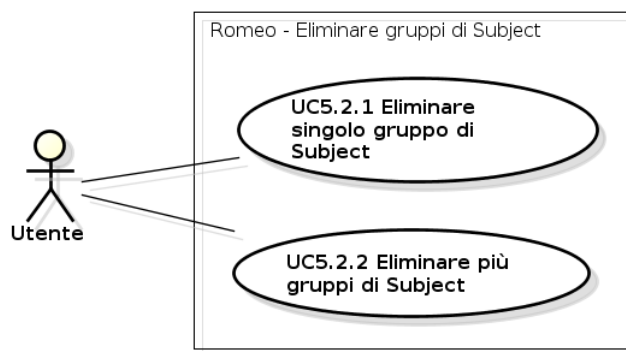 Romeo - Eliminare gruppi di Subject
UC5.2.1 Eliminare
singolo gruppo di
Subject
Utente
UC5.2.2 Eliminare più
gruppi di Subject